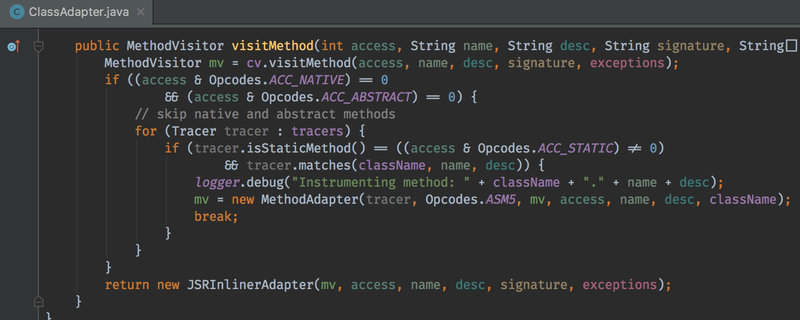 ClassAdapter.java
public MethodVisitor visitMethod(int access, String name, String desc, String signature, String[]
MethodVisitor mv = cv.visitMethod(access, name, desc, signature, exceptions);
if ((access & Opcodes.ACC_NATIVE) == 0
&& (access & Opcodes.ACC_ABSTRACT) == 0) {
// skip native and abstract methods
for (Tracer tracer : tracers) {
if (tracer.isStaticMethod() == ((access & Opcodes.ACC_STATIC) != 0)
&& tracer.matches(className, name, desc)) {
logger.debug("Instrumenting method: " + className + "." + name + desc);
mv = new MethodAdapter(tracer, Opcodes.ASM5, mv, access, name, desc, className);
break;
}
}
}
return new JSRInlinerAdapter(mv, access, name, desc, signature, exceptions);
}
}